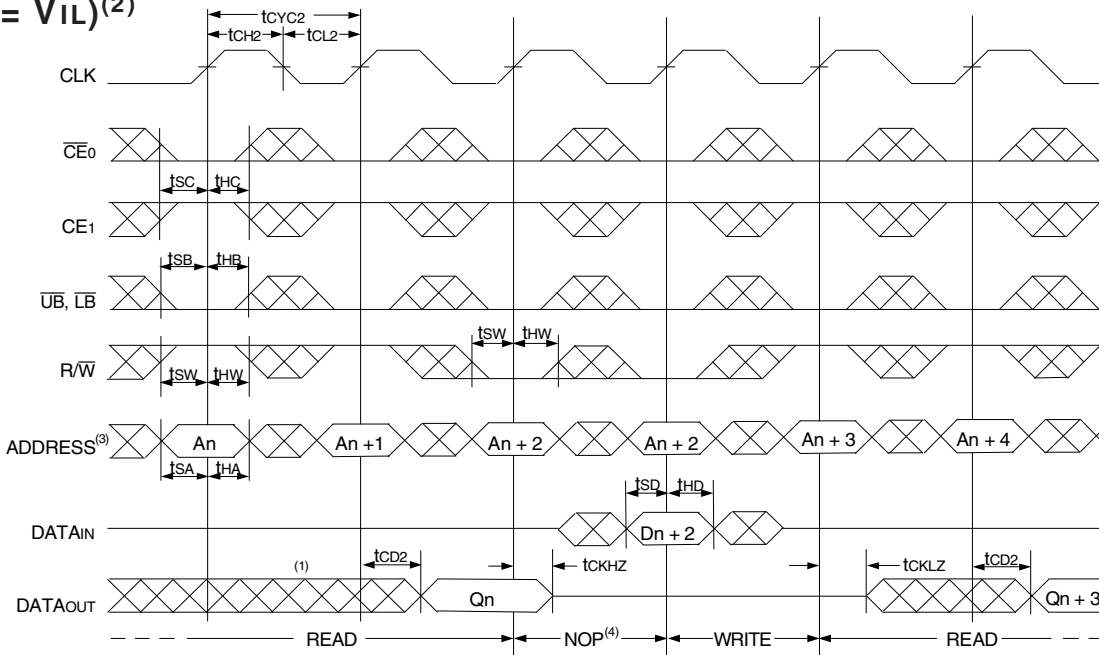 = VIL)(2)
tCYC2
tCH2 tCL2
CLK
CE0
tSC tHC
CE1
tSB tHB
UB, LB
tSW tHW
R/W
tSW tHW
ADDRESS(3) An An +1 An + 2 An + 2 An + 3 An + 4
tSA tHA
tSD tHD
DATAIN Dn + 2
(1) tCD2 tCKHZ tCKLZ tCD2
DATAOUT Qn Qn + 3
READ NOP(4) WRITE READ